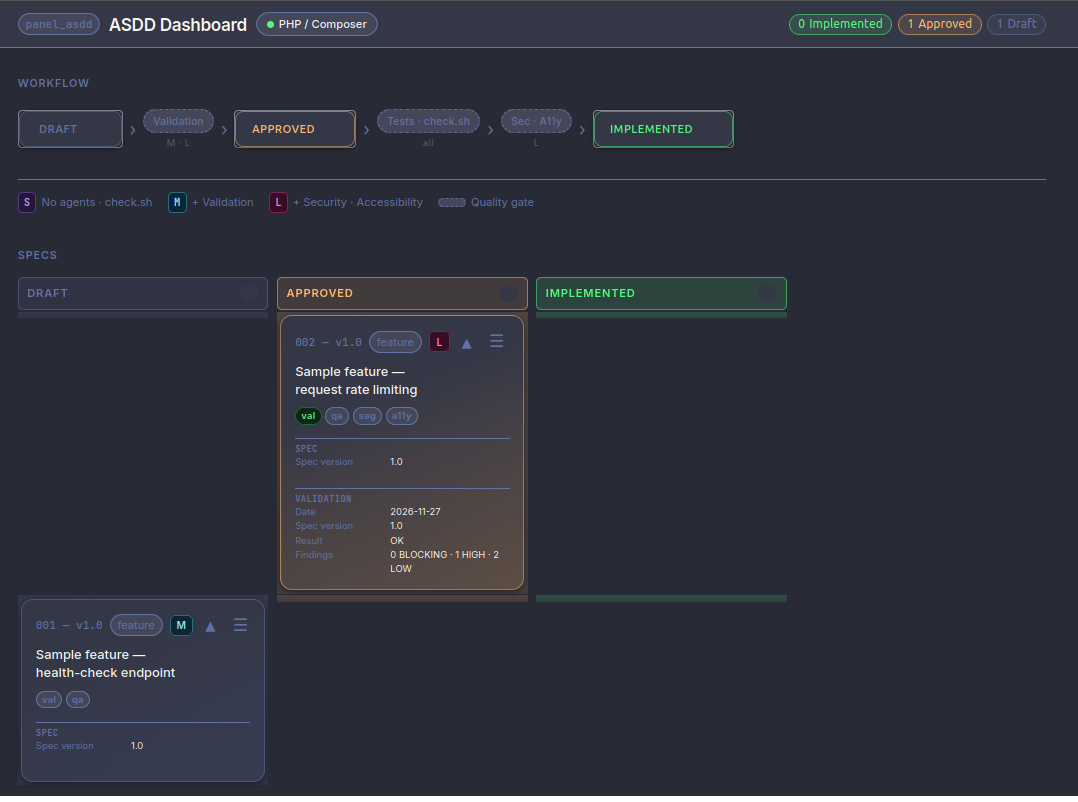 panel_asdd ASDD Dashboard PHP / Composer 0 Implemented 1 Approved 1 Draft
WORKFLOW
DRAFT › Validation › APPROVED › Tests · check.sh › Sec · A11y › IMPLEMENTED
M · L all L
S No agents · check.sh M + Validation L + Security · Accessibility Quality gate
SPECS
DRAFT APPROVED IMPLEMENTED
002 — v1.0 feature L ▲ ☰
Sample feature —
request rate limiting
val qa seg a11y
SPEC
Spec version 1.0
VALIDATION
Date 2026-11-27
Spec version 1.0
Result OK
Findings 0 BLOCKING · 1 HIGH · 2
LOW
001 — v1.0 feature M ▲ ☰
Sample feature —
health-check endpoint
val qa
SPEC
Spec version 1.0